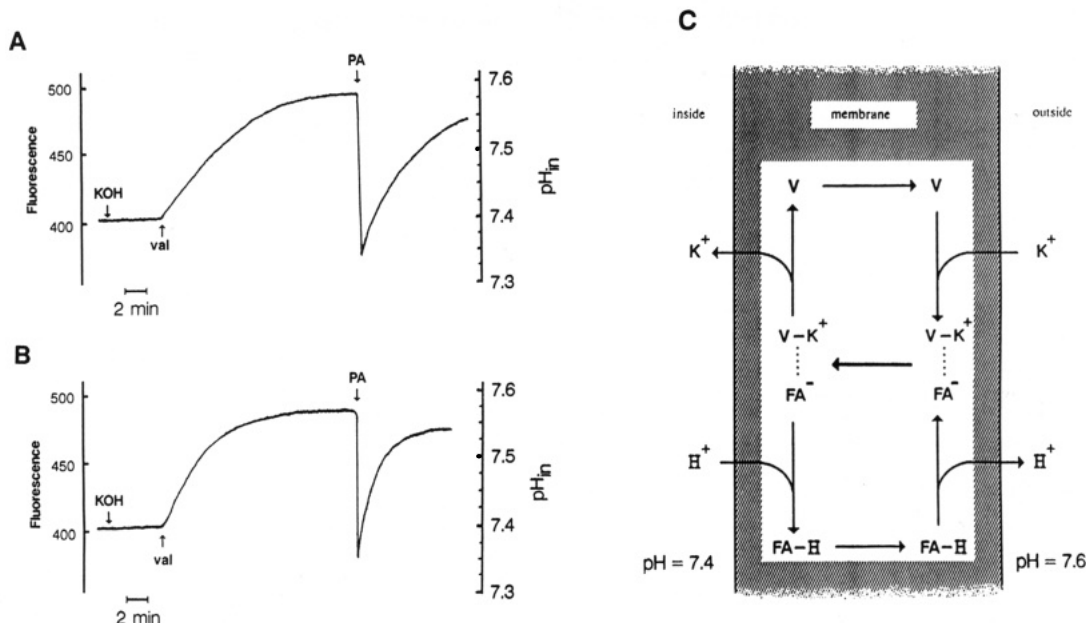 A
Fluorescence
500
450
400
KOH
val
PA
7.6
7.5
7.4
7.3
pHin
2 min
B
Fluorescence
500
450
400
KOH
val
PA
7.6
7.5
7.4
7.3
pHin
2 min
C
inside
membrane
outside
V V
K+ K+
V–K+ V–K+
FA- FA-
H+ H+
FA–H FA–H
pH = 7.4 pH = 7.6